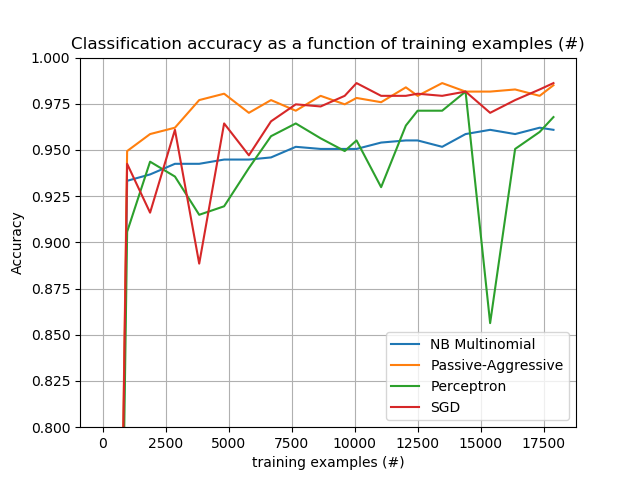 Classification accuracy as a function of training examples (#)
1.000
0.975
0.950
0.925
0.900
0.875
0.850
0.825
0.800
Accuracy
NB Multinomial
Passive-Aggressive
Perceptron
SGD
0 2500 5000 7500 10000 12500 15000 17500
training examples (#)